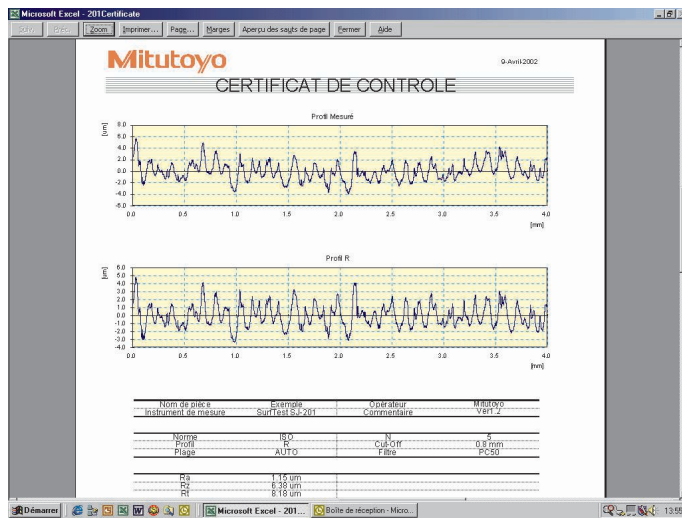 Microsoft Excel - 201Certificate
Zoom Imprimer... Page... Marges Aperçu des sauts de page Fermer Aide
Mitutoyo
9-Avril-2002
CERTIFICAT DE CONTROLE
Profil Mesuré
[um]
8.0
6.0
4.0
2.0
0.0
-2.0
-4.0
-6.0
0.0 0.5 1.0 1.5 2.0 2.5 3.0 3.5 4.0
[mm]
Profil R
[um]
6.0
5.0
4.0
3.0
2.0
1.0
0.0
-1.0
-2.0
-3.0
-4.0
0.0 0.5 1.0 1.5 2.0 2.5 3.0 3.5 4.0
[mm]
Nom de pièce Exemple Opérateur Mitutoyo
Instrument de mesure SurfTest SJ-201 Commentaire Ver1.2
Norme ISO N 5
Profil R Cut-Off 0.8 mm
Plage AUTO Filtre PC50
Ra 1.15 um
Rz 6.38 um
Rt 8.18 um
Démarrer Microsoft Excel - 201... Boîte de réception - Micro... 13:55